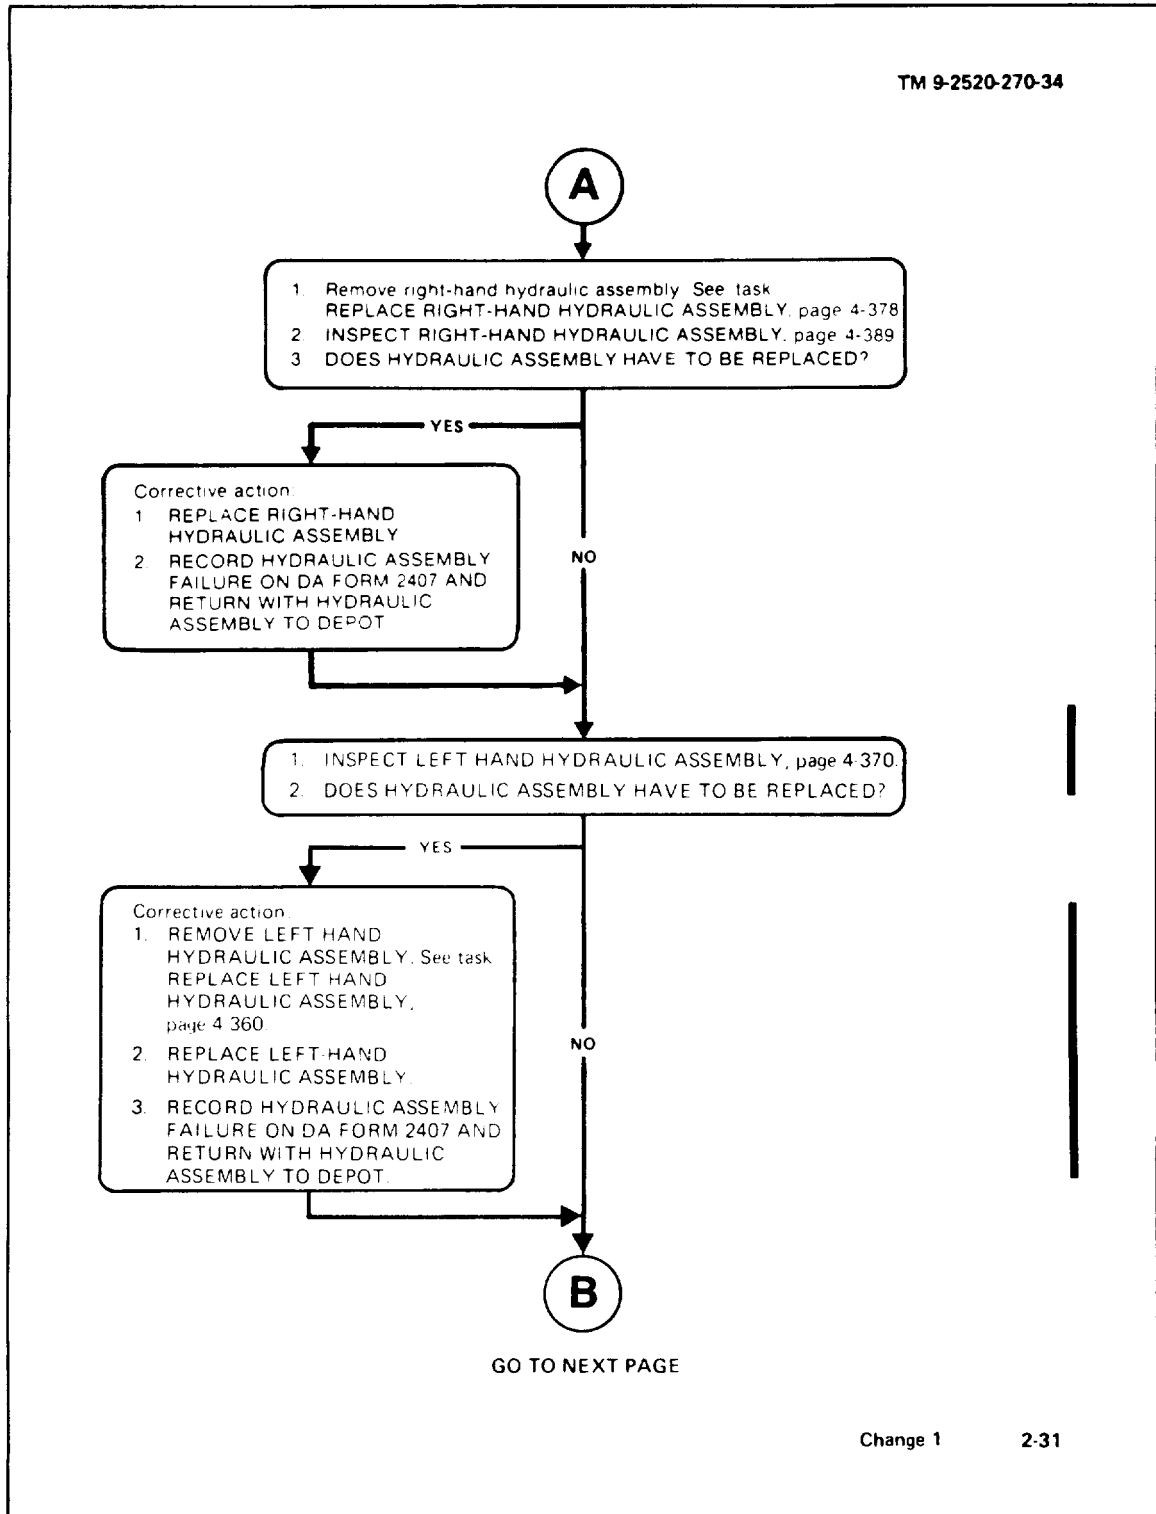 TM 9-2520-270-34
A
1. Remove right-hand hydraulic assembly See task
REPLACE RIGHT-HAND HYDRAULIC ASSEMBLY. page 4-378
2. INSPECT RIGHT-HAND HYDRAULIC ASSEMBLY. page 4-389
3 DOES HYDRAULIC ASSEMBLY HAVE TO BE REPLACED?
YES
Corrective action:
1 REPLACE RIGHT-HAND
HYDRAULIC ASSEMBLY
2. RECORD HYDRAULIC ASSEMBLY
FAILURE ON DA FORM 2407 AND
RETURN WITH HYDRAULIC
ASSEMBLY TO DEPOT
NO
1. INSPECT LEFT HAND HYDRAULIC ASSEMBLY, page 4-370.
2. DOES HYDRAULIC ASSEMBLY HAVE TO BE REPLACED?
YES
Corrective action.
1. REMOVE LEFT HAND
HYDRAULIC ASSEMBLY. See task
REPLACE LEFT HAND
HYDRAULIC ASSEMBLY,
page 4 360.
2. REPLACE LEFT-HAND
HYDRAULIC ASSEMBLY.
3. RECORD HYDRAULIC ASSEMBLY
FAILURE ON DA FORM 2407 AND
RETURN WITH HYDRAULIC
ASSEMBLY TO DEPOT.
NO
B
GO TO NEXT PAGE
Change 1 2-31